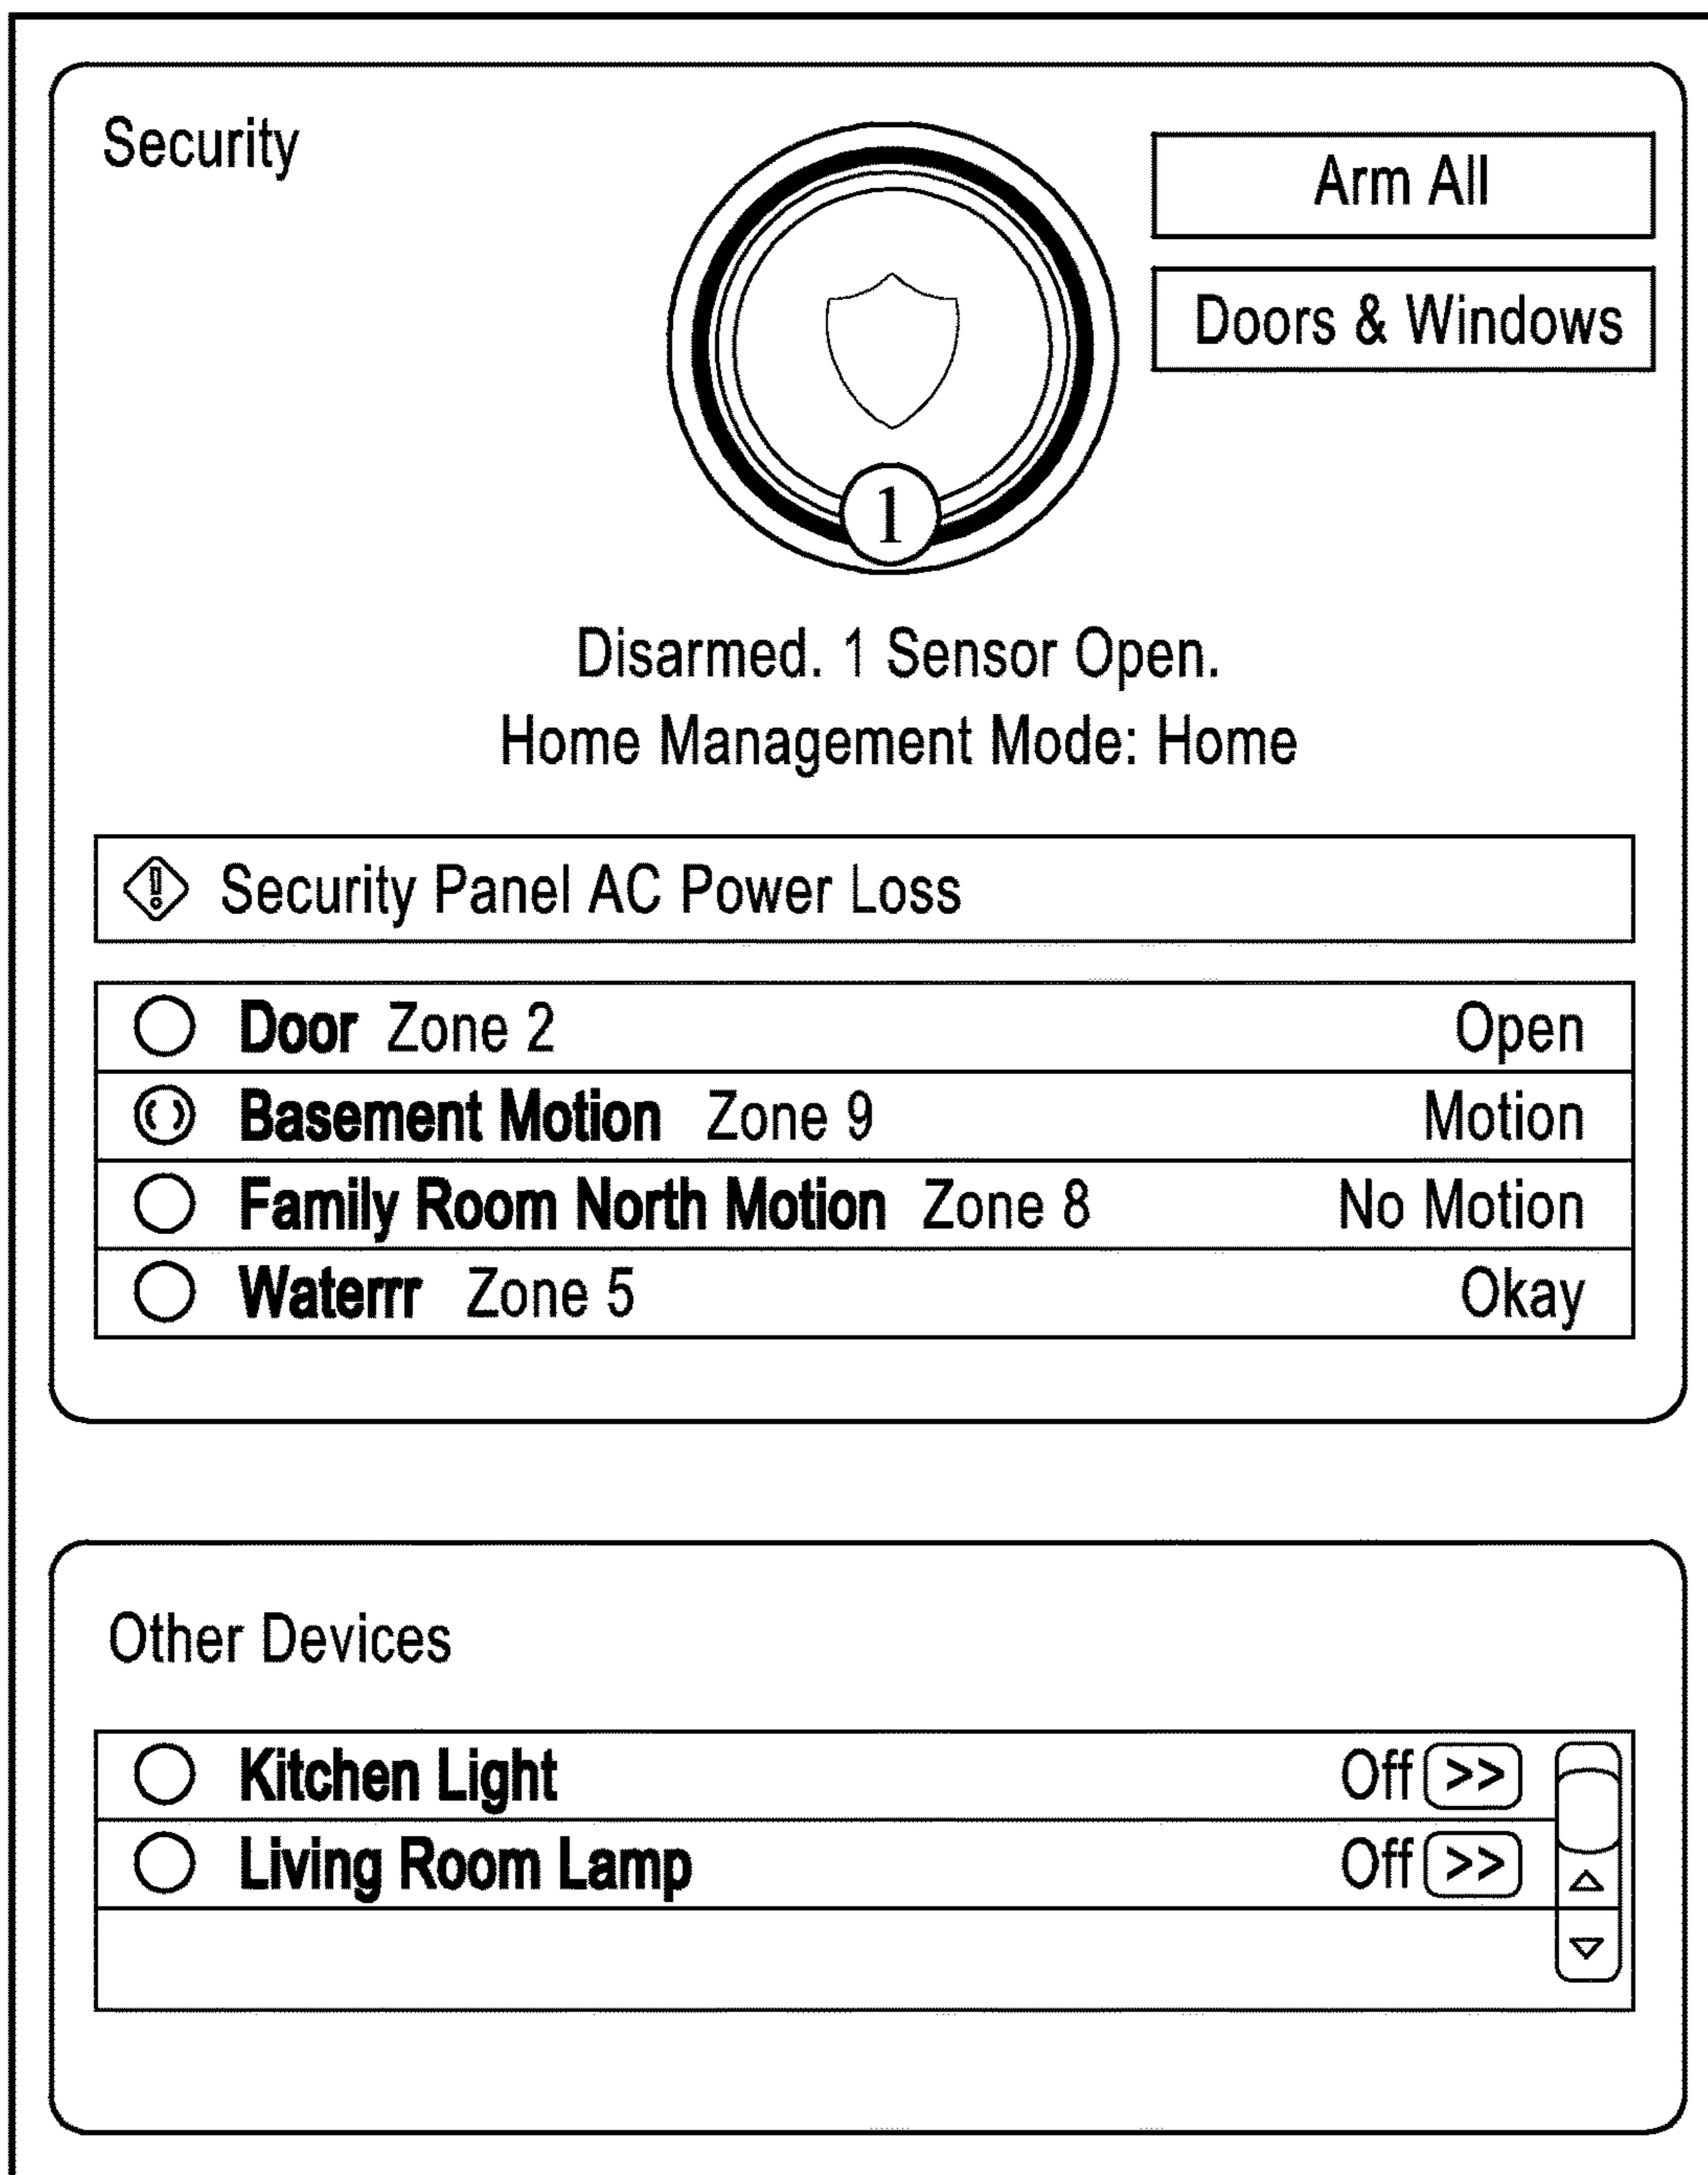 Security
Arm All
Doors & Windows
1
Disarmed. 1 Sensor Open.
Home Management Mode: Home
Security Panel AC Power Loss
Door Zone 2 Open
Basement Motion Zone 9 Motion
Family Room North Motion Zone 8 No Motion
Waterrr Zone 5 Okay
Other Devices
Kitchen Light Off >>
Living Room Lamp Off >>